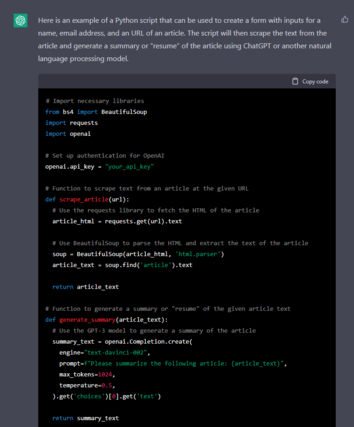 Here is an example of a Python script that can be used to create a form with inputs for a
name, email address, and an URL of an article. The script will then scrape the text from the
article and generate a summary or "resume" of the article using ChatGPT or another natural
language processing model.
Copy code
# Import necessary libraries
from bs4 import BeautifulSoup
import requests
import openai
# Set up authentication for OpenAI
openai.api_key = "your_api_key"
# Function to scrape text from an article at the given URL
def scrape_article(url):
# Use the requests library to fetch the HTML of the article
article_html = requests.get(url).text
# Use BeautifulSoup to parse the HTML and extract the text of the article
soup = BeautifulSoup(article_html, 'html.parser')
article_text = soup.find('article').text
return article_text
# Function to generate a summary or "resume" of the given article text
def generate_summary(article_text):
# Use the GPT-3 model to generate a summary of the article
summary_text = openai.Completion.create(
engine="text-davinci-002",
prompt=f"Please summarize the following article: {article_text}",
max_tokens=1024,
temperature=0.5,
).get('choices')[0].get('text')
return summary_text